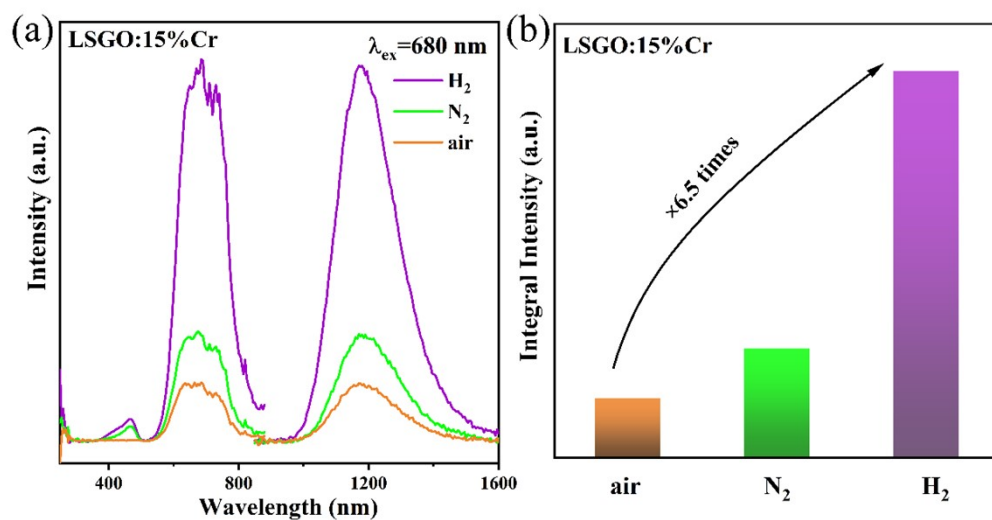 (a)
LSGO:15%Cr
λex=680 nm
H2
N2
air
Intensity (a.u.)
400
800
1200
1600
Wavelength (nm)
(b)
LSGO:15%Cr
×6.5 times
Integral Intensity (a.u.)
air
N2
H2